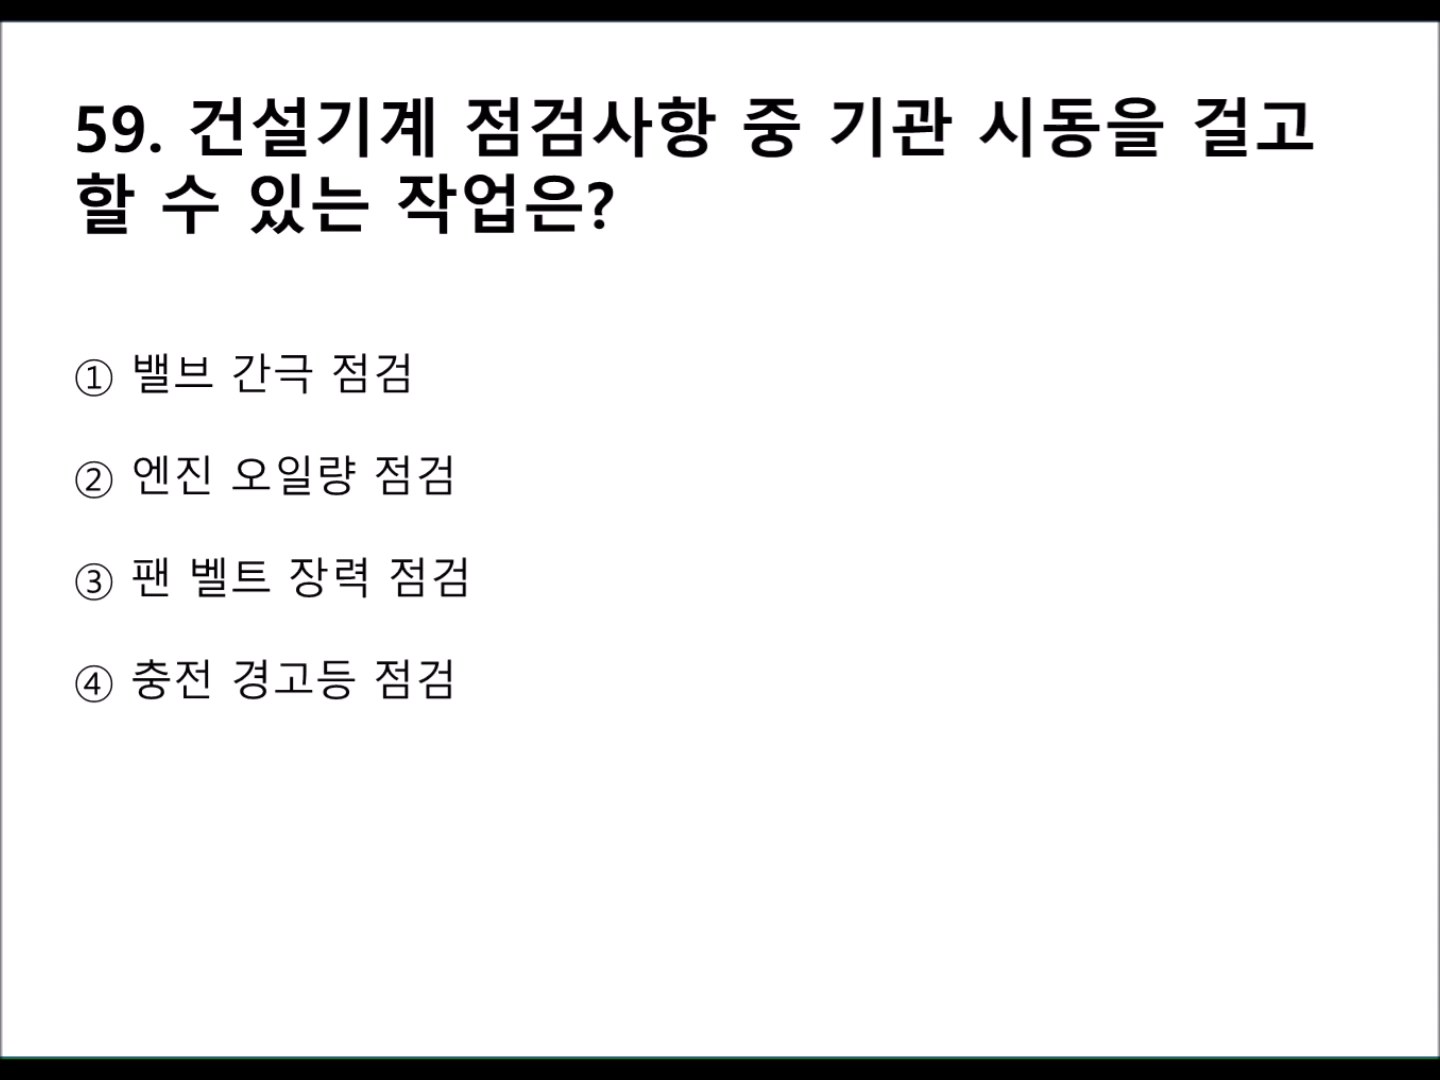 59. 건설기계 점검사항 중 기관 시동을 걸고
할 수 있는 작업은?
① 밸브 간극 점검
② 엔진 오일량 점검
③ 팬 벨트 장력 점검
④ 충전 경고등 점검